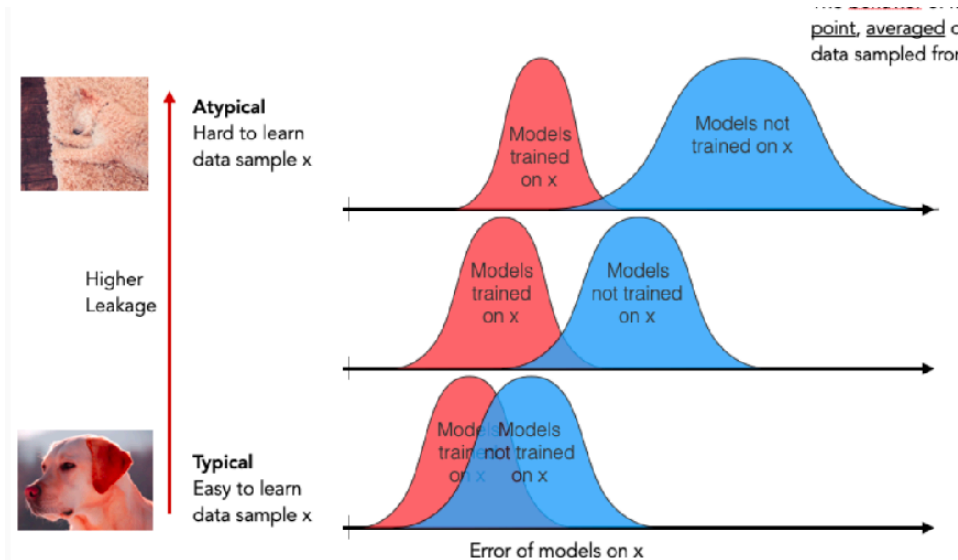 point, averaged
data sampled from
Atypical
Hard to learn
data sample x
Models
trained
on x
Models not
trained on x
Higher
Leakage
Models
trained
on x
Models
not trained
on x
Typical
Easy to learn
data sample x
Models
trained
on x
Models
not trained
on x
Error of models on x